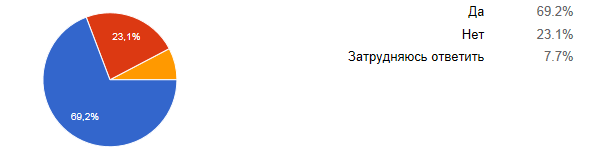 23,1%
69,2%
Да 69.2%
Нет 23.1%
Затрудняюсь ответить 7.7%